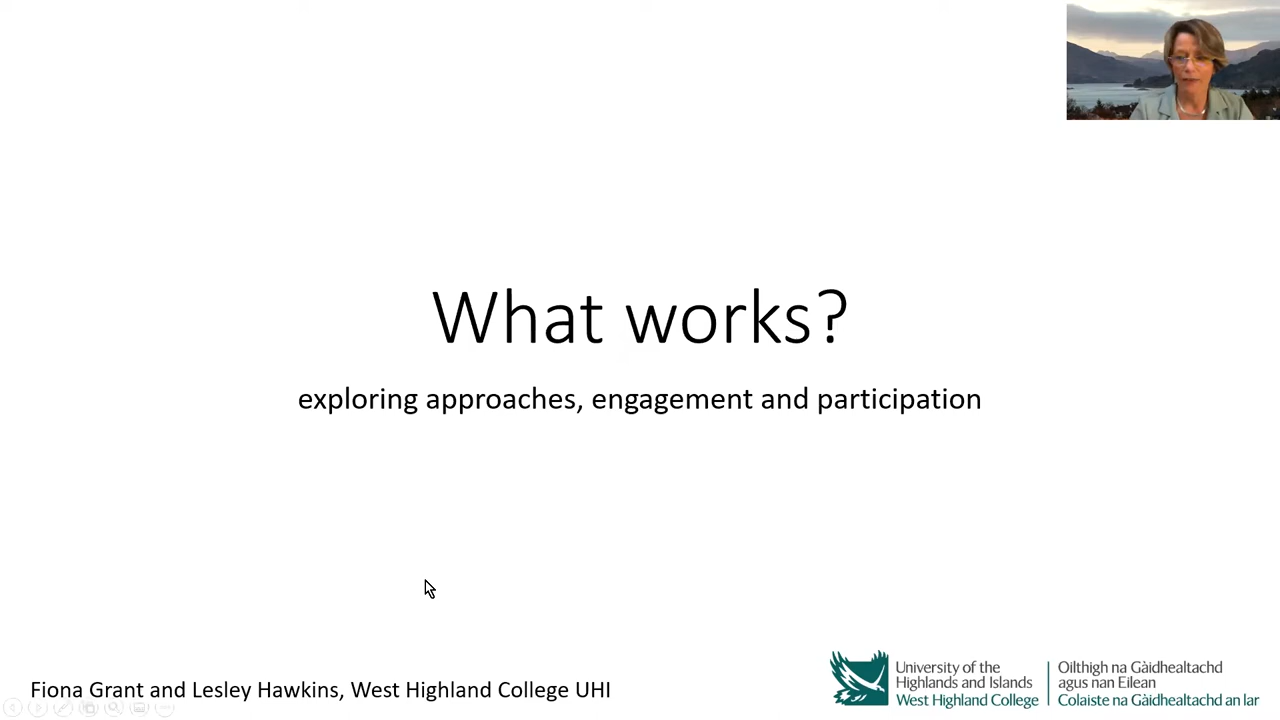 What works?
exploring approaches, engagement and participation
Fiona Grant and Lesley Hawkins, West Highland College UHI
University of the
Highlands and Islands
West Highland College
Oilthigh na Gàidhealtachd
agus nan Eilean
Colaiste na Gàidhealtachd an Iar